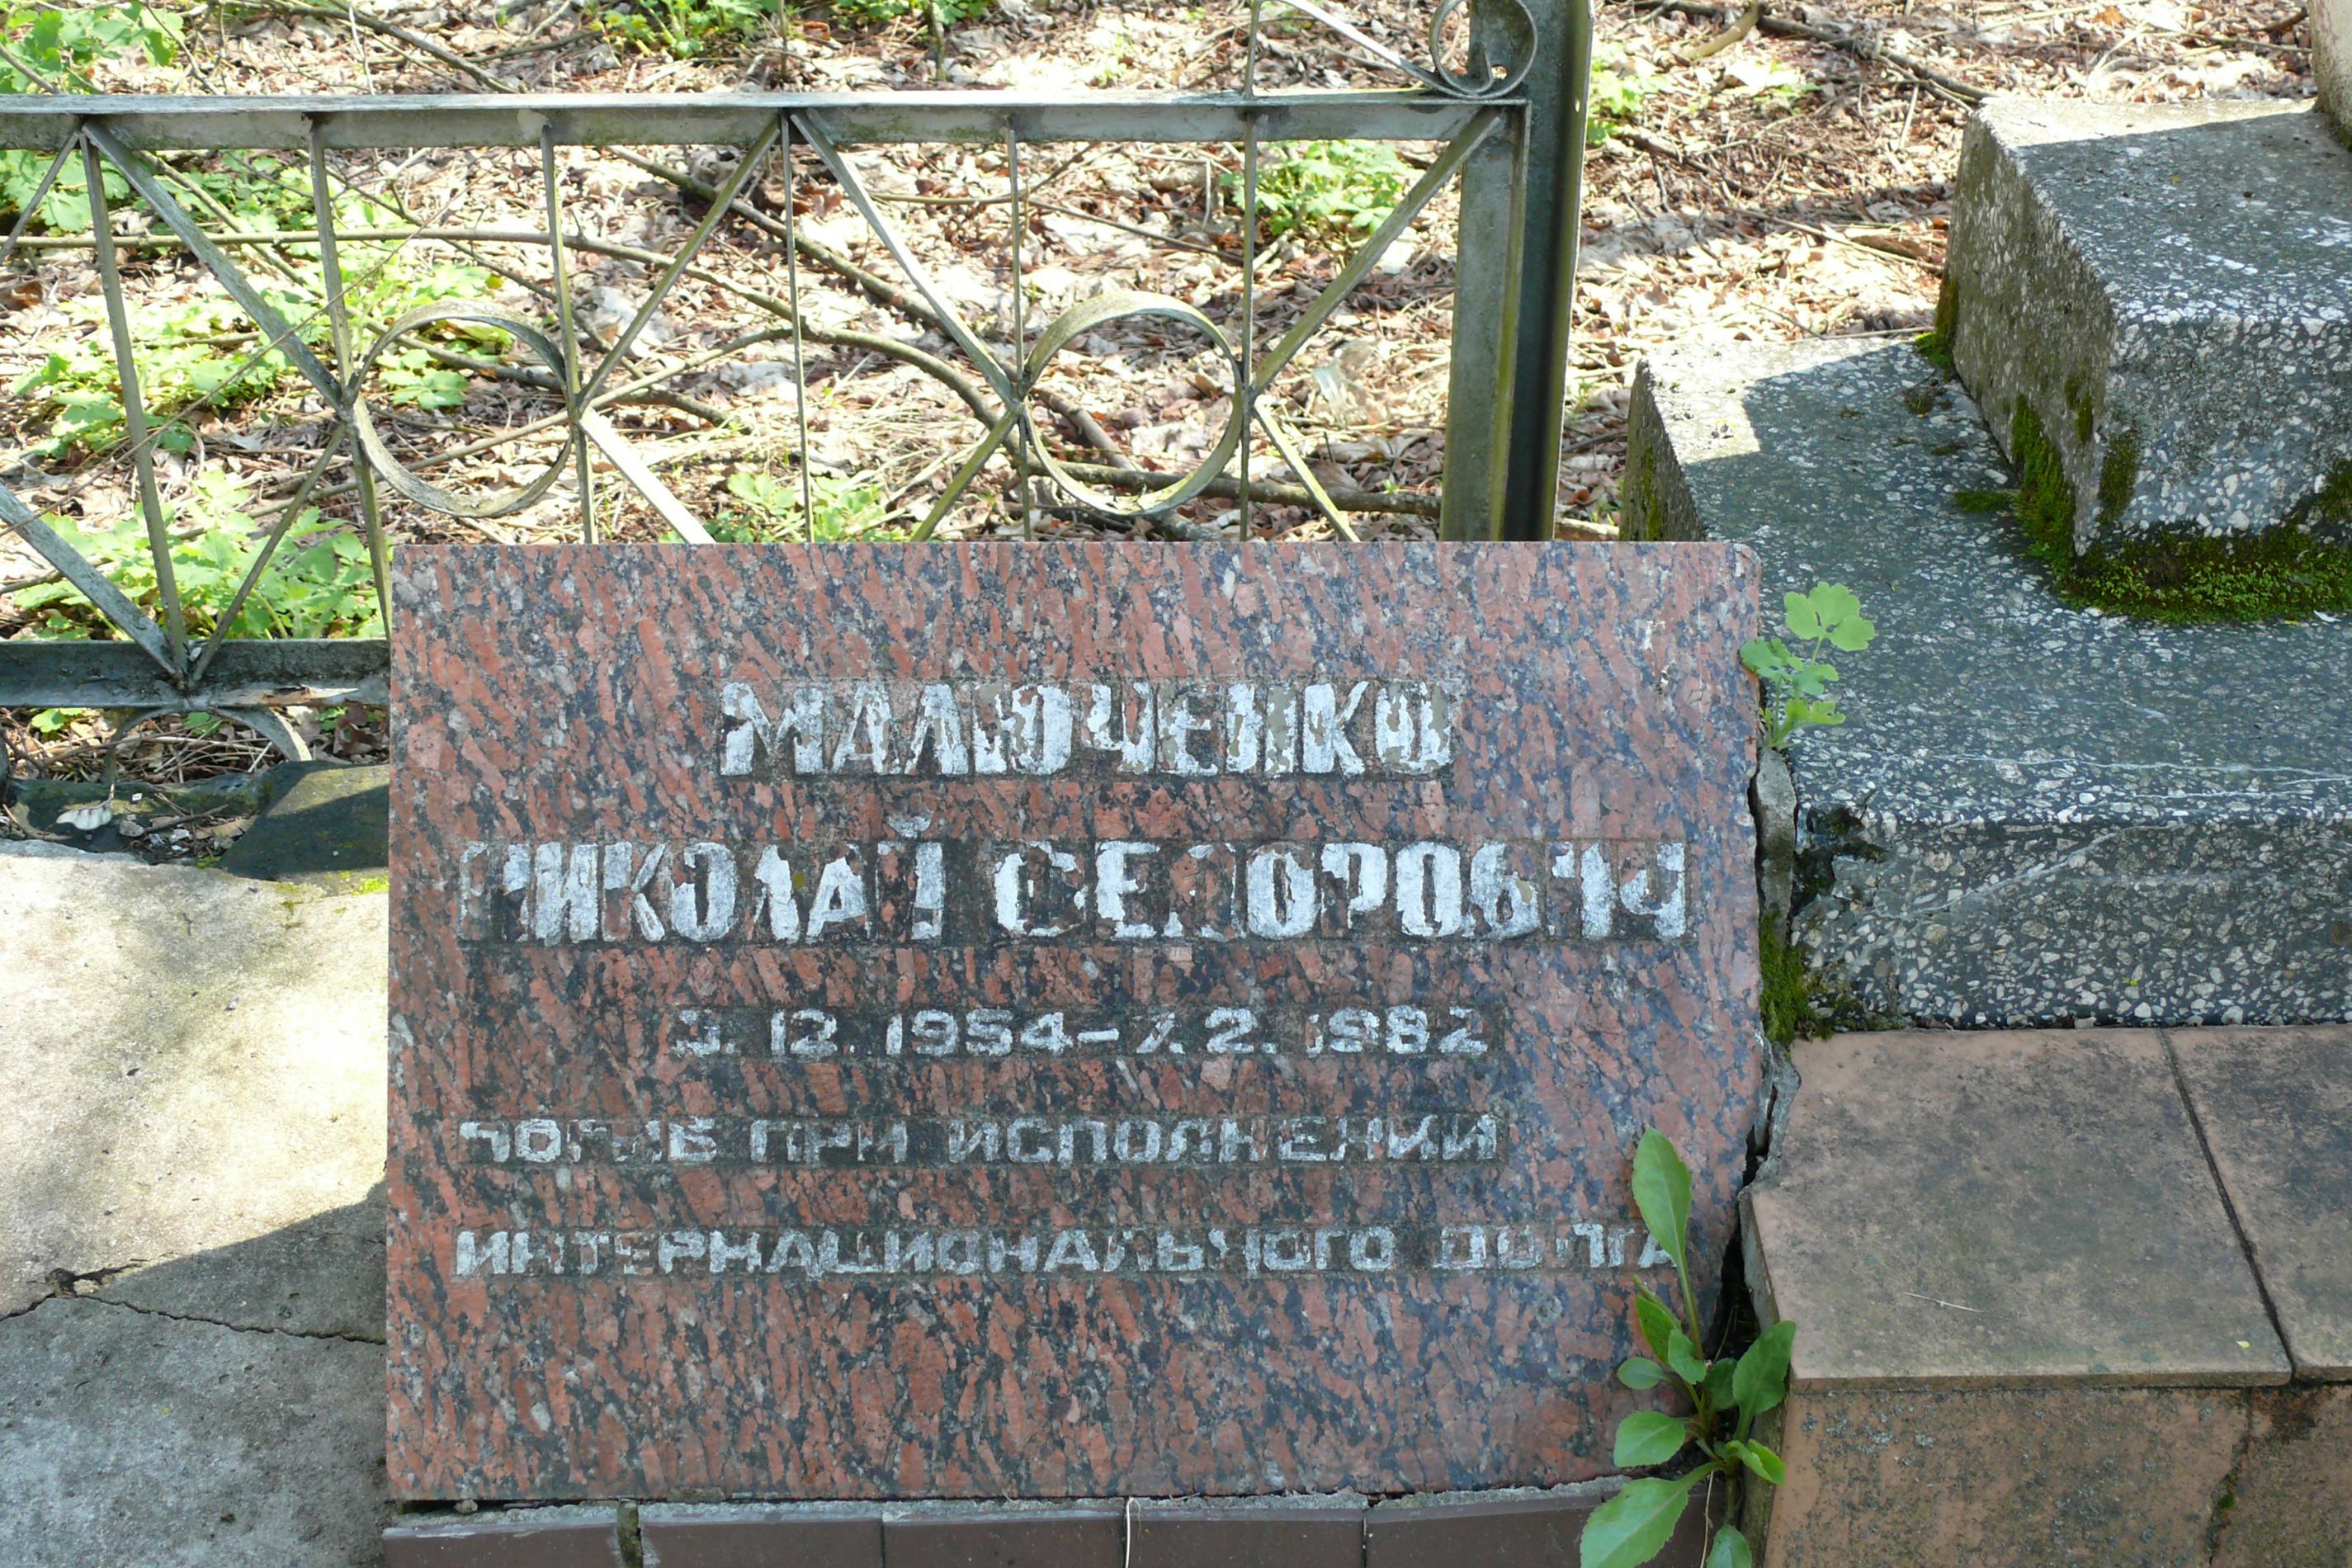 МАЛЮЧЕНКО
НИКОЛАЙ ФЕДОРОВИЧ
3.12.1954-7.2.1982
ПОГИБ ПРИ ИСПОЛНЕНИИ
ИНТЕРНАЦИОНАЛЬНОГО ДОЛГА